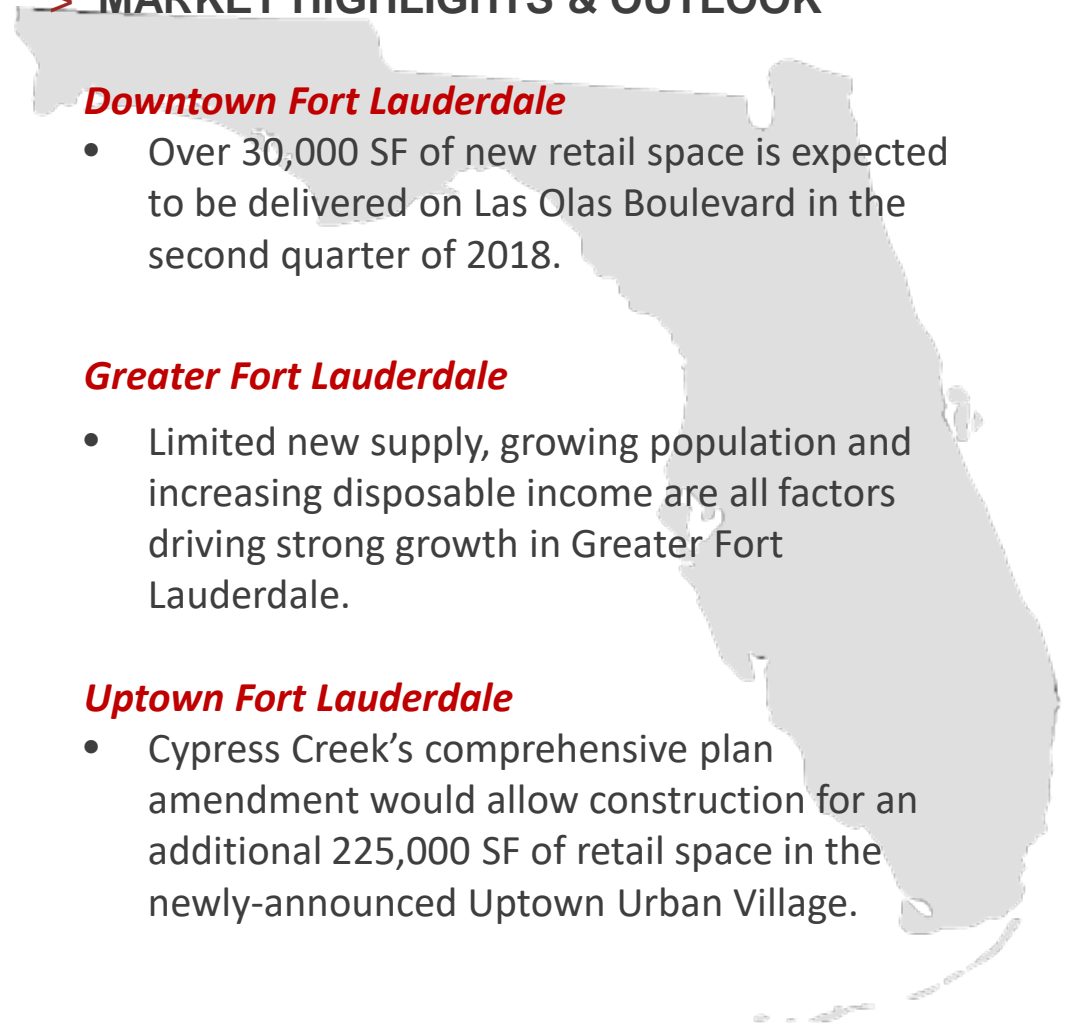 > MARKET HIGHLIGHTS & OUTLOOK
Downtown Fort Lauderdale
• Over 30,000 SF of new retail space is expected
to be delivered on Las Olas Boulevard in the
second quarter of 2018.
Greater Fort Lauderdale
• Limited new supply, growing population and
increasing disposable income are all factors
driving strong growth in Greater Fort
Lauderdale.
Uptown Fort Lauderdale
• Cypress Creek’s comprehensive plan
amendment would allow construction for an
additional 225,000 SF of retail space in the
newly-announced Uptown Urban Village.